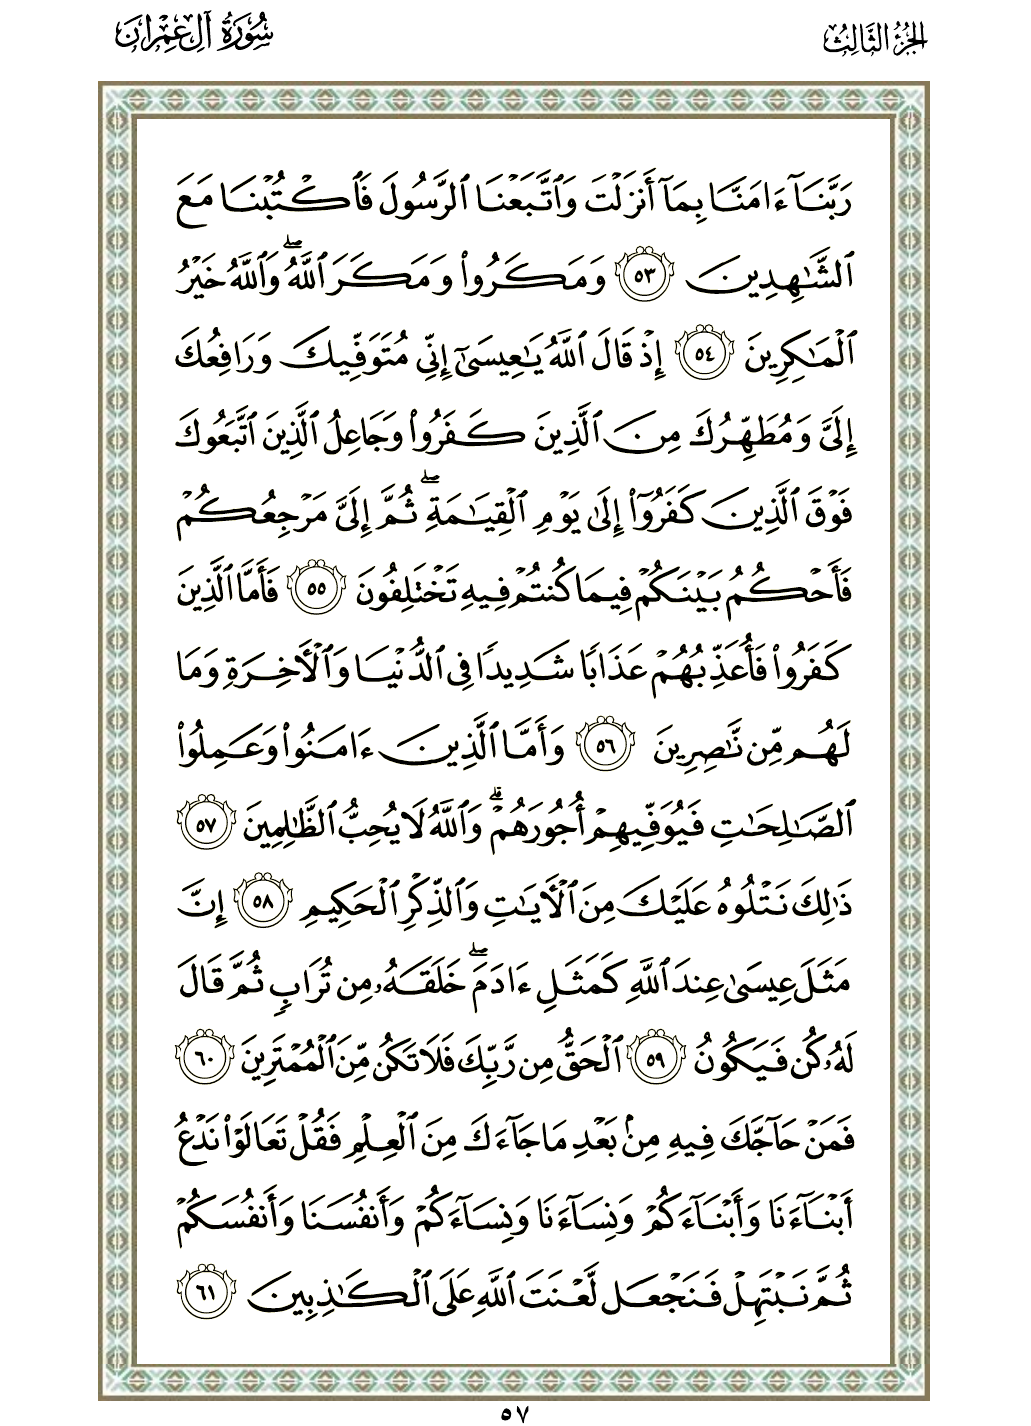 الجزء الثالث
سورة آل عمران
رَبَّنَآ ءَامَنَّا بِمَآ أَنزَلْتَ وَٱتَّبَعْنَا ٱلرَّسُولَ فَٱكْتُبْنَا مَعَ
ٱلشَّٰهِدِينَ ٥٣ وَمَكَرُوا۟ وَمَكَرَ ٱللَّهُ ۖ وَٱللَّهُ خَيْرُ
ٱلْمَٰكِرِينَ ٥٤ إِذْ قَالَ ٱللَّهُ يَٰعِيسَىٰٓ إِنِّى مُتَوَفِّيكَ وَرَافِعُكَ
إِلَىَّ وَمُطَهِّرُكَ مِنَ ٱلَّذِينَ كَفَرُوا۟ وَجَاعِلُ ٱلَّذِينَ ٱتَّبَعُوكَ
فَوْقَ ٱلَّذِينَ كَفَرُوٓا۟ إِلَىٰ يَوْمِ ٱلْقِيَٰمَةِ ۖ ثُمَّ إِلَىَّ مَرْجِعُكُمْ
فَأَحْكُمُ بَيْنَكُمْ فِيمَا كُنتُمْ فِيهِ تَخْتَلِفُونَ ٥٥ فَأَمَّا ٱلَّذِينَ
كَفَرُوا۟ فَأُعَذِّبُهُمْ عَذَابًا شَدِيدًا فِى ٱلدُّنْيَا وَٱلْأَخِرَةِ وَمَا
لَهُم مِّن نَّٰصِرِينَ ٥٦ وَأَمَّا ٱلَّذِينَ ءَامَنُوا۟ وَعَمِلُوا۟
ٱلصَّٰلِحَٰتِ فَيُوَفِّيهِمْ أُجُورَهُمْ ۗ وَٱللَّهُ لَا يُحِبُّ ٱلظَّٰلِمِينَ ٥٧
ذَٰلِكَ نَتْلُوهُ عَلَيْكَ مِنَ ٱلْأَيَٰتِ وَٱلذِّكْرِ ٱلْحَكِيمِ ٥٨ إِنَّ
مَثَلَ عِيسَىٰ عِندَ ٱللَّهِ كَمَثَلِ ءَادَمَ ۖ خَلَقَهُۥ مِن تُرَابٍ ثُمَّ قَالَ
لَهُۥ كُن فَيَكُونُ ٥٩ ٱلْحَقُّ مِن رَّبِّكَ فَلَا تَكُن مِّنَ ٱلْمُمْتَرِينَ ٦٠
فَمَنْ حَآجَّكَ فِيهِ مِنۢ بَعْدِ مَا جَآءَكَ مِنَ ٱلْعِلْمِ فَقُلْ تَعَالَوْا۟ نَدْعُ
أَبْنَآءَنَا وَأَبْنَآءَكُمْ وَنِسَآءَنَا وَنِسَآءَكُمْ وَأَنفُسَنَا وَأَنفُسَكُمْ
ثُمَّ نَبْتَهِلْ فَنَجْعَل لَّعْنَتَ ٱللَّهِ عَلَى ٱلْكَٰذِبِينَ ٦١
٥٧